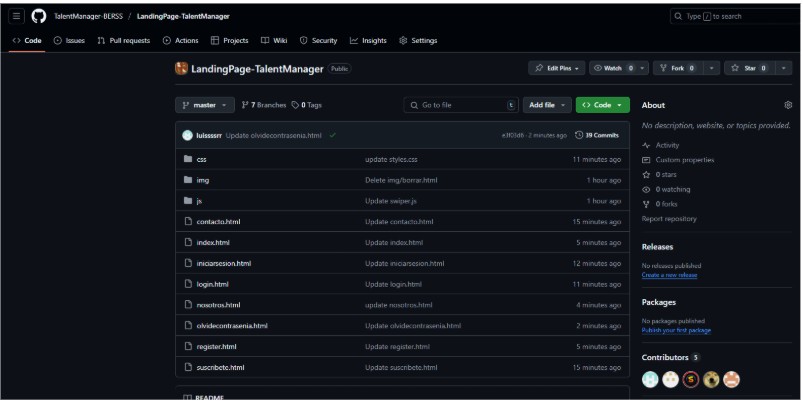 TalentManager-BERSS / LandingPage-TalentManager
Type / to search
Code Issues Pull requests Actions Projects Wiki Security Insights Settings
LandingPage-TalentManager Public
Edit Pins Watch 0 Fork 0 Star 0
master 7 Branches 0 Tags Go to file t Add file Code
luissssrr Update olvidecontrasenia.html 2 minutes ago 39 Commits
css update styles.css 11 minutes ago
img Delete img/borrar.html 1 hour ago
js Update swiper.js 1 hour ago
contacto.html Update contacto.html 15 minutes ago
index.html Update index.html 5 minutes ago
iniciarsesion.html Update iniciarsesion.html 12 minutes ago
login.html Update login.html 11 minutes ago
nosotros.html update nosotros.html 4 minutes ago
olvidecontrasenia.html Update olvidecontrasenia.html 2 minutes ago
register.html Update register.html 5 minutes ago
suscribete.html Update suscribete.html 15 minutes ago
README
About
No description, website, or topics provided.
Activity
Custom properties
0 stars
0 watching
0 forks
Report repository
Releases
No releases published
Create a new release
Packages
No packages published
Publish your first package
Contributors 5